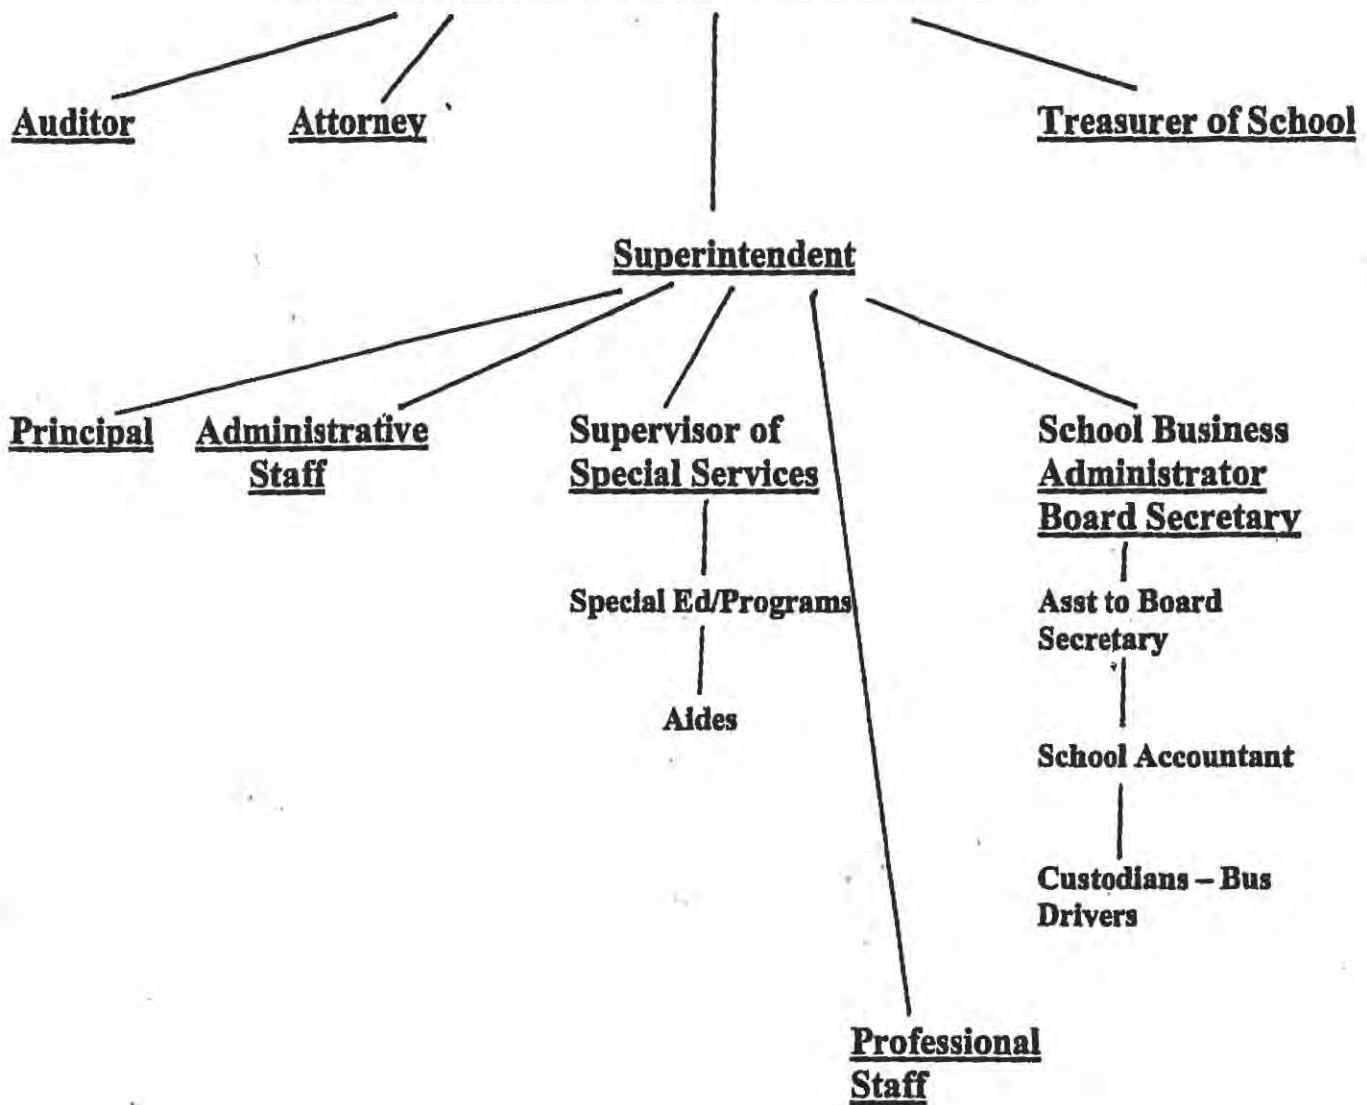 Auditor
Attorney
Treasurer of School
Superintendent
Principal
Administrative
Staff
Supervisor of
Special Services
School Business
Administrator
Board Secretary
Special Ed/Programs
Asst to Board
Secretary
Aides
School Accountant
Custodians – Bus
Drivers
Professional
Staff